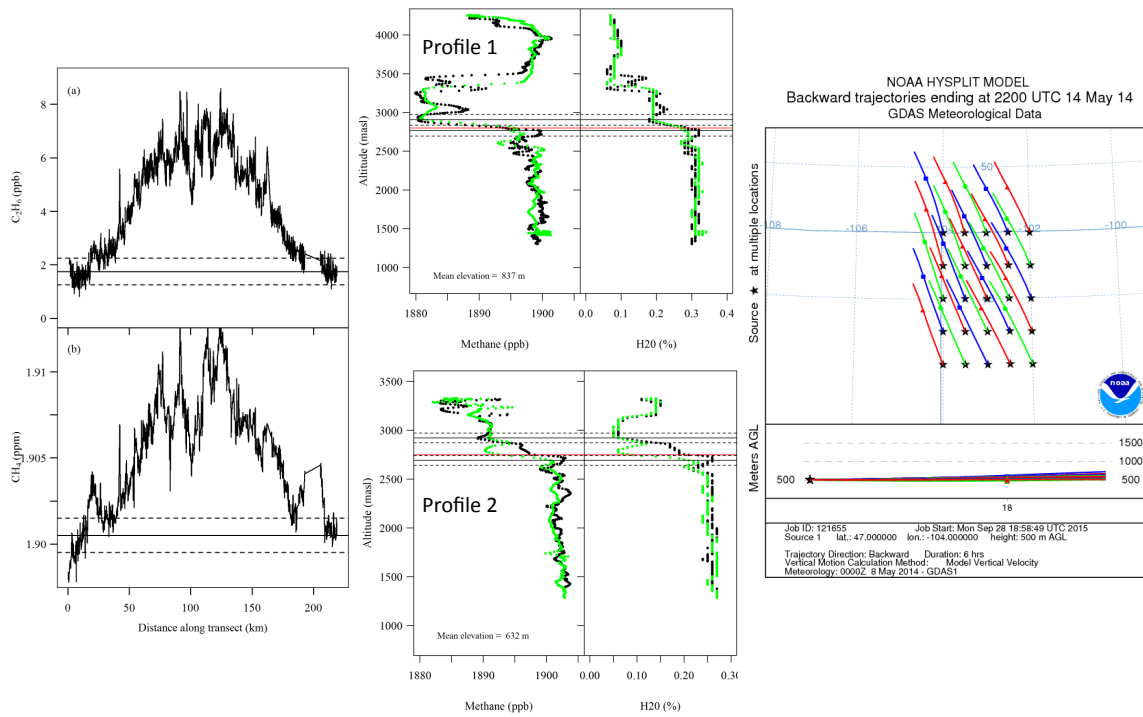 (a)
8
6
4
2
0
C2H6 (ppb)
(b)
1.91
1.905
1.90
CH4 (ppm)
0
50
100
150
200
Distance along transect (km)
Profile 1
4000
3500
3000
2500
2000
1500
1000
Altitude (masl)
Mean elevation = 837 m
1880
1890
1900
0.0
0.1
0.2
0.3
0.4
Methane (ppb)
H20 (%)
Profile 2
3500
3000
2500
2000
1500
1000
Altitude (masl)
Mean elevation = 632 m
1880
1890
1900
0.00
0.10
0.20
0.30
Methane (ppb)
H20 (%)
NOAA HYSPLIT MODEL
Backward trajectories ending at 2200 UTC 14 May 14
GDAS Meteorological Data
Source ★ at multiple locations
50
-108
-106
-104
-102
-100
noaa
Meters AGL
500
1500
1000
500
18
Job ID: 121655 Job Start: Mon Sep 28 18:58:49 UTC 2015
Source 1 lat.: 47.000000 lon.: -104.000000 height: 500 m AGL
Trajectory Direction: Backward Duration: 6 hrs
Vertical Motion Calculation Method: Model Vertical Velocity
Meteorology: 0000Z 8 May 2014 - GDAS1